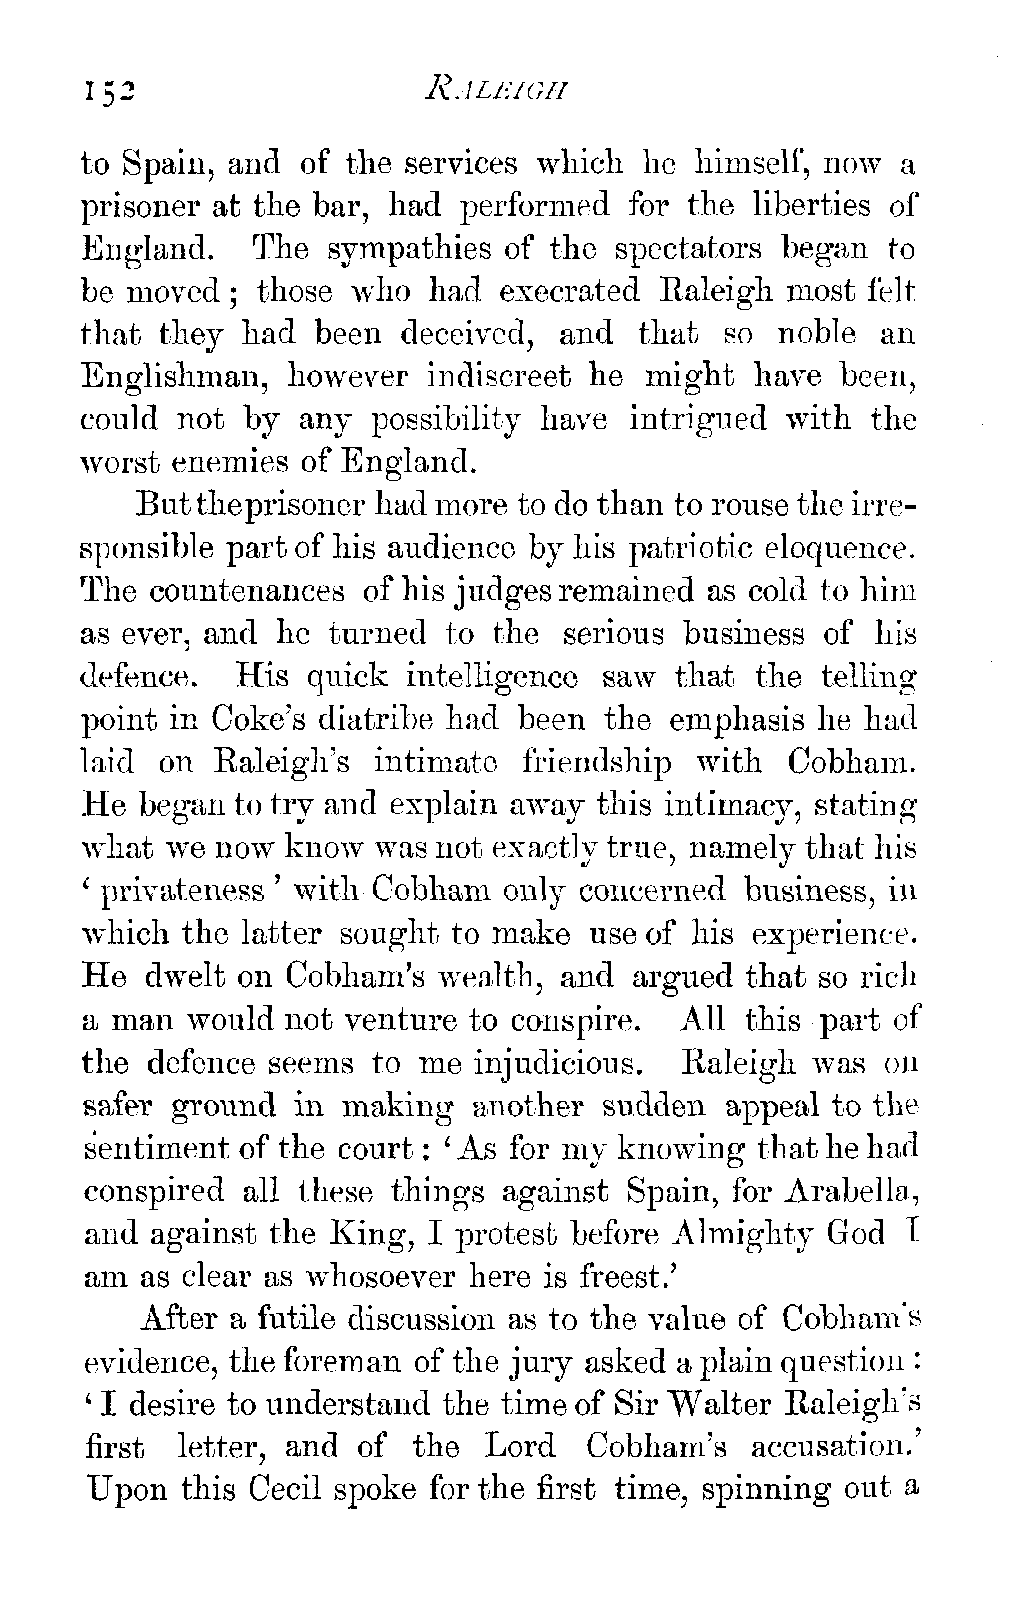 152 RALEIGH
to Spain, and of the services which he himself, now a
prisoner at the bar, had performed for the liberties of
England. The sympathies of the spectators began to
be moved; those who had execrated Raleigh most felt
that they had been deceived, and that so noble an
Englishman, however indiscreet he might have been,
could not by any possibility have intrigued with the
worst enemies of England.
But the prisoner had more to do than to rouse the irre-
sponsible part of his audience by his patriotic eloquence.
The countenances of his judges remained as cold to him
as ever, and he turned to the serious business of his
defence. His quick intelligence saw that the telling
point in Coke's diatribe had been the emphasis he had
laid on Raleigh's intimate friendship with Cobham.
He began to try and explain away this intimacy, stating
what we now know was not exactly true, namely that his
‘privateness’ with Cobham only concerned business, in
which the latter sought to make use of his experience.
He dwelt on Cobham's wealth, and argued that so rich
a man would not venture to conspire. All this part of
the defence seems to me injudicious. Raleigh was on
safer ground in making another sudden appeal to the
sentiment of the court: ‘As for my knowing that he had
conspired all these things against Spain, for Arabella,
and against the King, I protest before Almighty God I
am as clear as whosoever here is freest.’
After a futile discussion as to the value of Cobham's
evidence, the foreman of the jury asked a plain question:
‘I desire to understand the time of Sir Walter Raleigh's
first letter, and of the Lord Cobham's accusation.’
Upon this Cecil spoke for the first time, spinning out a